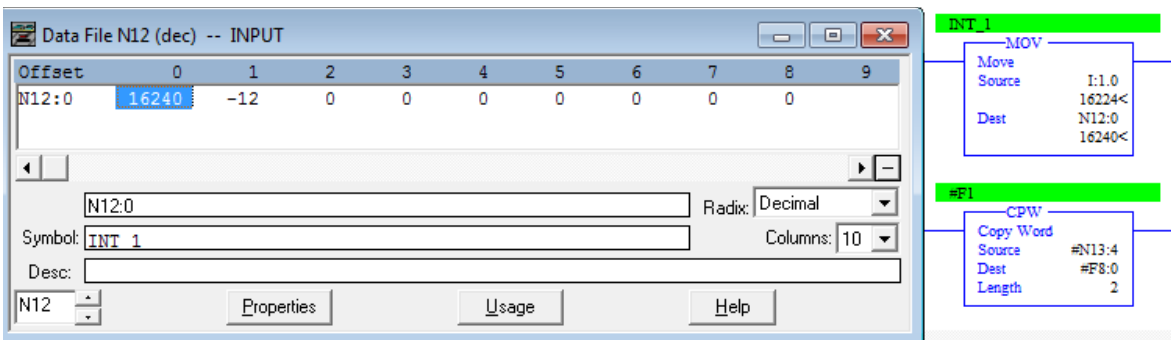 Data File N12 (dec) -- INPUT
Offset 0 1 2 3 4 5 6 7 8 9
N12:0 16240 -12 0 0 0 0 0 0 0
N12:0
Radix: Decimal
Symbol: INT_1
Columns: 10
Desc:
N12
Properties
Usage
Help
INT_1
MOV
Move
Source I:1.0
16224<
Dest N12:0
16240<
#F1
CPW
Copy Word
Source #N13:4
Dest #F8:0
Length 2